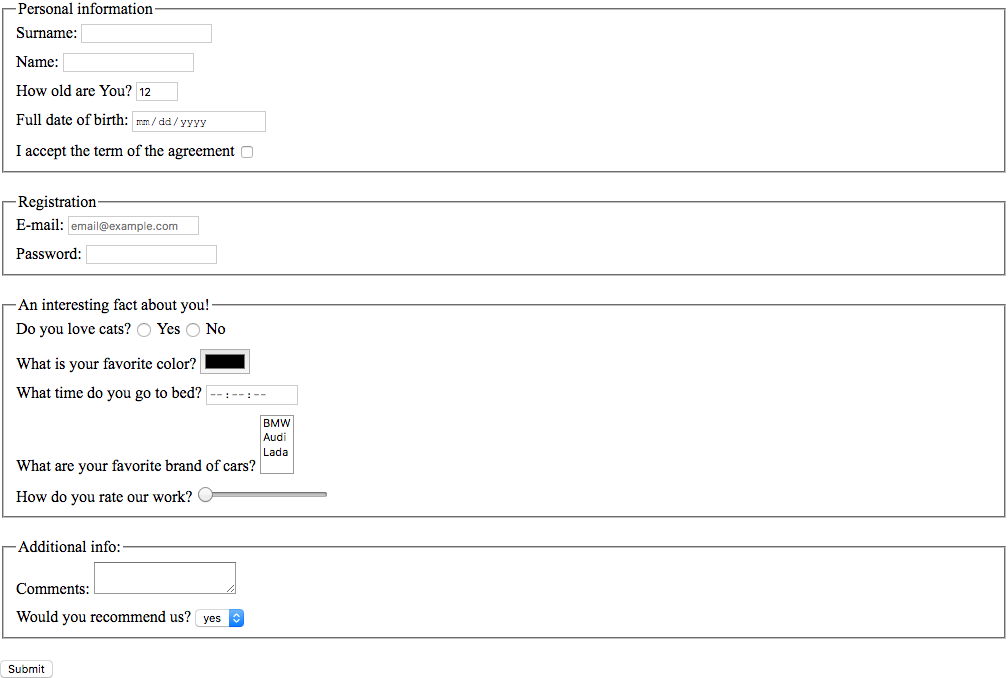 Personal information
Surname:
Name:
How old are You? 12
Full date of birth: mm/dd/yyyy
I accept the term of the agreement
Registration
E-mail: email@example.com
Password:
An interesting fact about you!
Do you love cats? Yes No
What is your favorite color?
What time do you go to bed? --:--:--
BMW
Audi
Lada
What are your favorite brand of cars?
How do you rate our work?
Additional info:
Comments:
Would you recommend us? yes
Submit